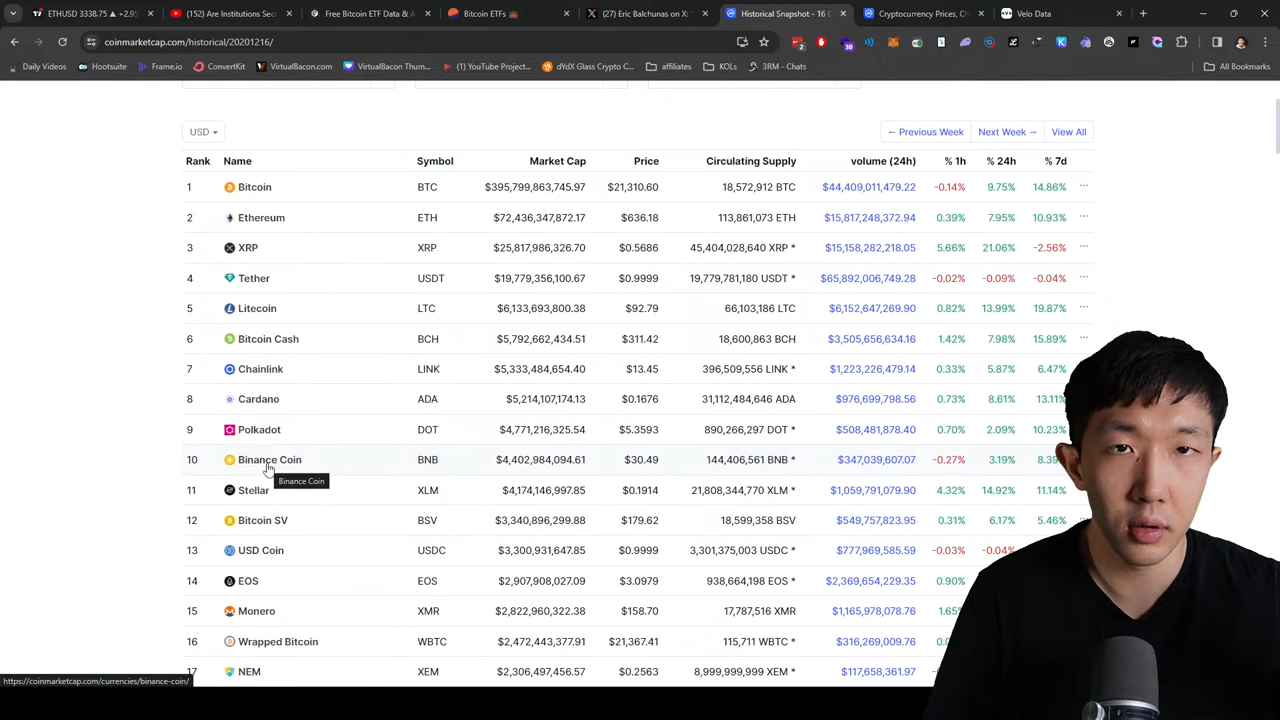 ETHUSD 3338.75 ▲ +2.95
(152) Are Institutions Sec
Free Bitcoin ETF Data & A
Bitcoin ETFs
(27) Eric Balchunas on X:
Historical Snapshot - 16 D
Cryptocurrency Prices, Ch
Velo Data
coinmarketcap.com/historical/20201216/
2
30
Daily Videos
Hootsuite
Frame.io
ConvertKit
VirtualBacon.com
VirtualBacon Thum...
(1) YouTube Project...
dYdX Glass Crypto C...
affiliates
KOLs
3RM - Chats
All Bookmarks
USD
← Previous Week Next Week → View All
Rank Name Symbol Market Cap Price Circulating Supply volume (24h) % 1h % 24h % 7d
1 Bitcoin BTC $395,799,863,745.97 $21,310.60 18,572,912 BTC $44,409,011,479.22 -0.14% 9.75% 14.86% ...
2 Ethereum ETH $72,436,347,872.17 $636.18 113,861,073 ETH $15,817,248,372.94 0.39% 7.95% 10.93% ...
3 XRP XRP $25,817,986,326.70 $0.5686 45,404,028,640 XRP * $15,158,282,218.05 5.66% 21.06% -2.56% ...
4 Tether USDT $19,779,356,100.67 $0.9999 19,779,781,180 USDT * $65,892,006,749.28 -0.02% -0.09% -0.04% ...
5 Litecoin LTC $6,133,693,800.38 $92.79 66,103,186 LTC $6,152,647,269.90 0.82% 13.99% 19.87% ...
6 Bitcoin Cash BCH $5,792,662,434.51 $311.42 18,600,863 BCH $3,505,656,634.16 1.42% 7.98% 15.89% ...
7 Chainlink LINK $5,333,484,654.40 $13.45 396,509,556 LINK * $1,223,226,479.14 0.33% 5.87% 6.47%
8 Cardano ADA $5,214,107,174.13 $0.1676 31,112,484,646 ADA $976,699,798.56 0.73% 8.61% 13.11%
9 Polkadot DOT $4,771,216,325.54 $5.3593 890,266,297 DOT * $508,481,878.40 0.70% 2.09% 10.23%
10 Binance Coin BNB $4,402,984,094.61 $30.49 144,406,561 BNB * $347,039,607.07 -0.27% 3.19% 8.39
Binance Coin
11 Stellar XLM $4,174,146,997.85 $0.1914 21,808,344,770 XLM * $1,059,791,079.90 4.32% 14.92% 11.14%
12 Bitcoin SV BSV $3,340,896,299.88 $179.62 18,599,358 BSV $549,757,823.95 0.31% 6.17% 5.46%
13 USD Coin USDC $3,300,931,647.85 $0.9999 3,301,375,003 USDC * $777,969,585.59 -0.03% -0.04%
14 EOS EOS $2,907,908,027.09 $3.0979 938,664,198 EOS * $2,369,654,229.35 0.90%
15 Monero XMR $2,822,960,322.38 $158.70 17,787,516 XMR $1,165,978,078.76 1.65
16 Wrapped Bitcoin WBTC $2,472,443,377.91 $21,367.41 115,711 WBTC * $316,269,009.76 0.
17 NEM XEM $2,306,497,456.57 $0.2563 8,999,999,999 XEM * $117,658,361.97
https://coinmarketcap.com/currencies/binance-coin/